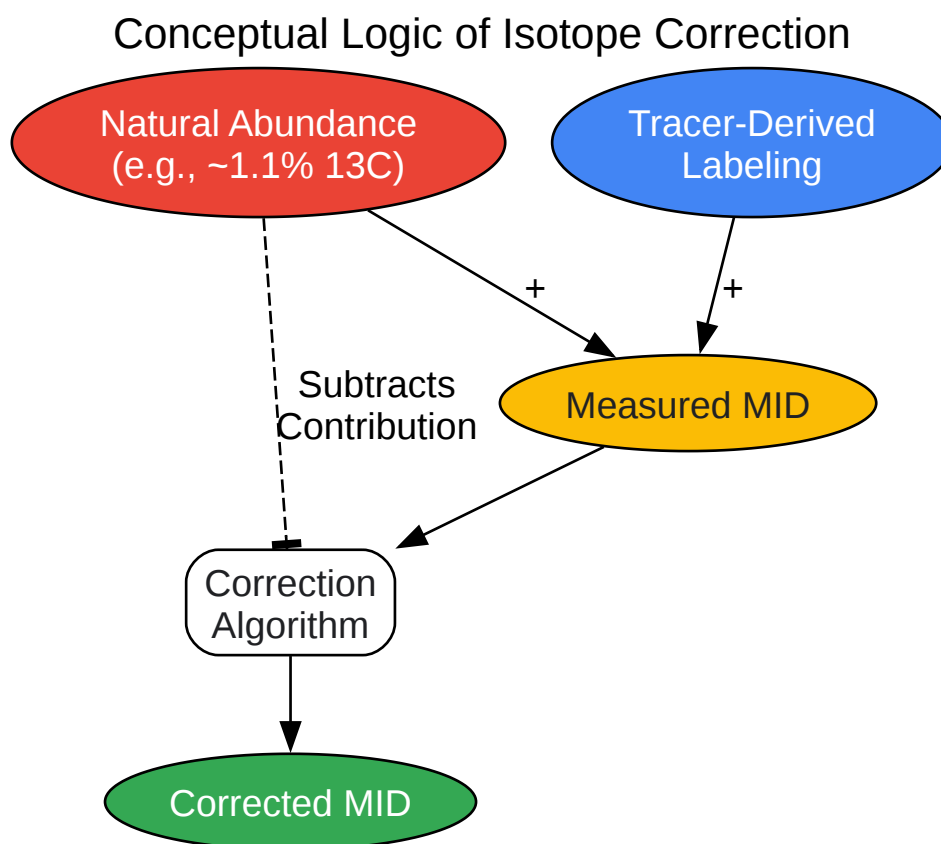 Conceptual Logic of Isotope Correction
Natural Abundance
(e.g., ~1.1% 13C)
Tracer-Derived
Labeling
+
+
Subtracts
Contribution
Measured MID
Correction
Algorithm
Corrected MID